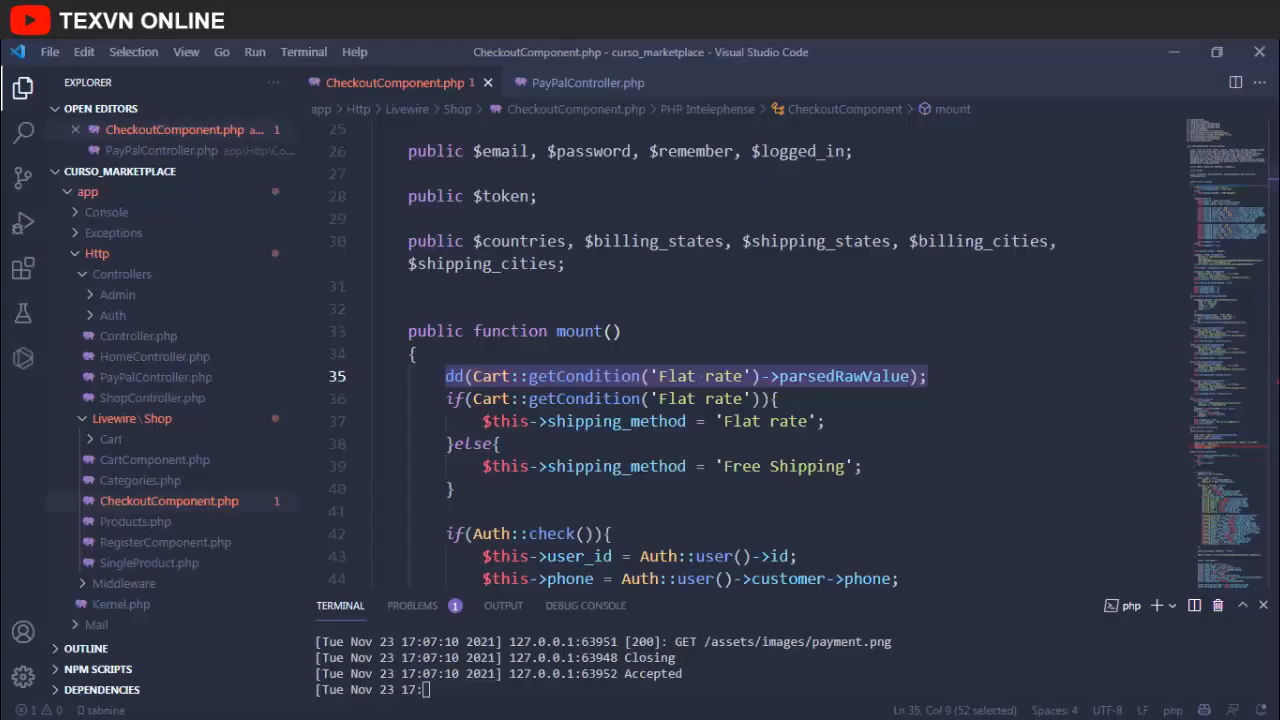 TEXVN ONLINE
File Edit Selection View Go Run Terminal Help
CheckoutComponent.php - curso_marketplace - Visual Studio Code
EXPLORER
OPEN EDITORS
CheckoutComponent.php a... 1
PayPalController.php app\Http\Co...
CURSO_MARKETPLACE
app
Console
Exceptions
Http
Controllers
Admin
Auth
Controller.php
HomeController.php
PayPalController.php
ShopController.php
Livewire\Shop
Cart
CartComponent.php
Categories.php
CheckoutComponent.php 1
Products.php
RegisterComponent.php
SingleProduct.php
Middleware
Kernel.php
Mail
OUTLINE
NPM SCRIPTS
DEPENDENCIES
CheckoutComponent.php 1
PayPalController.php
app > Http > Livewire > Shop > CheckoutComponent.php > PHP Intelephense > CheckoutComponent > mount
25
26 public $email, $password, $remember, $logged_in;
27
28 public $token;
29
30 public $countries, $billing_states, $shipping_states, $billing_cities,
$shipping_cities;
31
32
33 public function mount()
34 {
35 dd(Cart::getCondition('Flat rate')->parsedRawValue);
36 if(Cart::getCondition('Flat rate')){
37 $this->shipping_method = 'Flat rate';
38 }else{
39 $this->shipping_method = 'Free Shipping';
40 }
41
42 if(Auth::check()){
43 $this->user_id = Auth::user()->id;
44 $this->phone = Auth::user()->customer->phone;
TERMINAL PROBLEMS 1 OUTPUT DEBUG CONSOLE
php
[Tue Nov 23 17:07:10 2021] 127.0.0.1:63951 [200]: GET /assets/images/payment.png
[Tue Nov 23 17:07:10 2021] 127.0.0.1:63948 Closing
[Tue Nov 23 17:07:10 2021] 127.0.0.1:63952 Accepted
[Tue Nov 23 17:
1 0 tabnine
Ln 35, Col 9 (52 selected) Spaces: 4 UTF-8 LF php